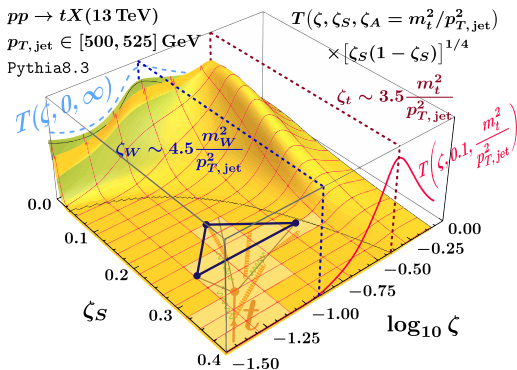 pp → tX(13 TeV)
p_{T,jet} ∈ [500, 525] GeV
Pythia8.3
T(ζ, ζ_S, ζ_A = m_t^2/p_{T,jet}^2)
×[ζ_S(1 − ζ_S)]^{1/4}
T(ζ, 0, ∞)
ζ_t ∼ 3.5 m_t^2/p_{T,jet}^2
ζ_W ∼ 4.5 m_W^2/p_{T,jet}^2
T(ζ, 0.1, m_t^2/p_{T,jet}^2)
0.0
0.1
0.2
0.3
0.4
ζ_S
t
−1.50
−1.25
−1.00
−0.75
−0.50
−0.25
0.00
log_{10} ζ